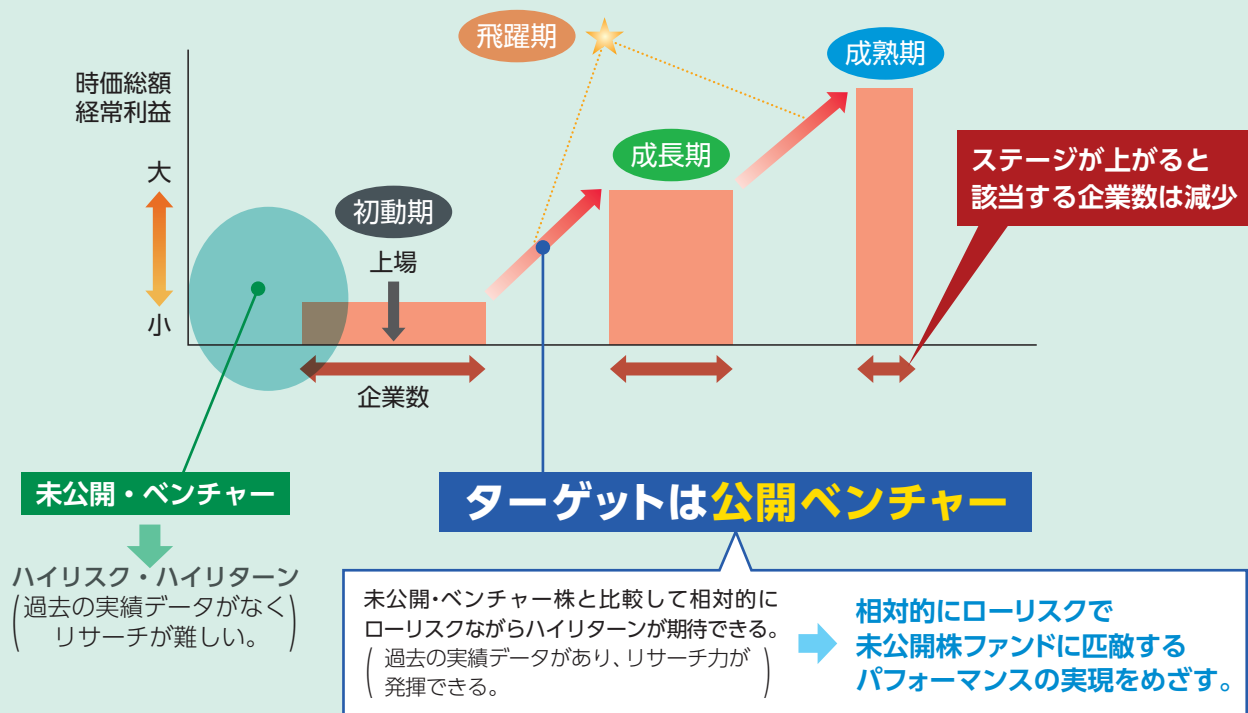 飛躍期
成熟期
時価総額
経常利益
大
小
成長期
初動期
上場
企業数
ステージが上がると
該当する企業数は減少
未公開・ベンチャー
ハイリスク・ハイリターン
(過去の実績データがなく
リサーチが難しい。)
ターゲットは公開ベンチャー
未公開・ベンチャー株と比較して相対的に
ローリスクながらハイリターンが期待できる。
(過去の実績データがあり、リサーチ力が
発揮できる。)
相対的にローリスクで
未公開株ファンドに匹敵する
パフォーマンスの実現をめざす。